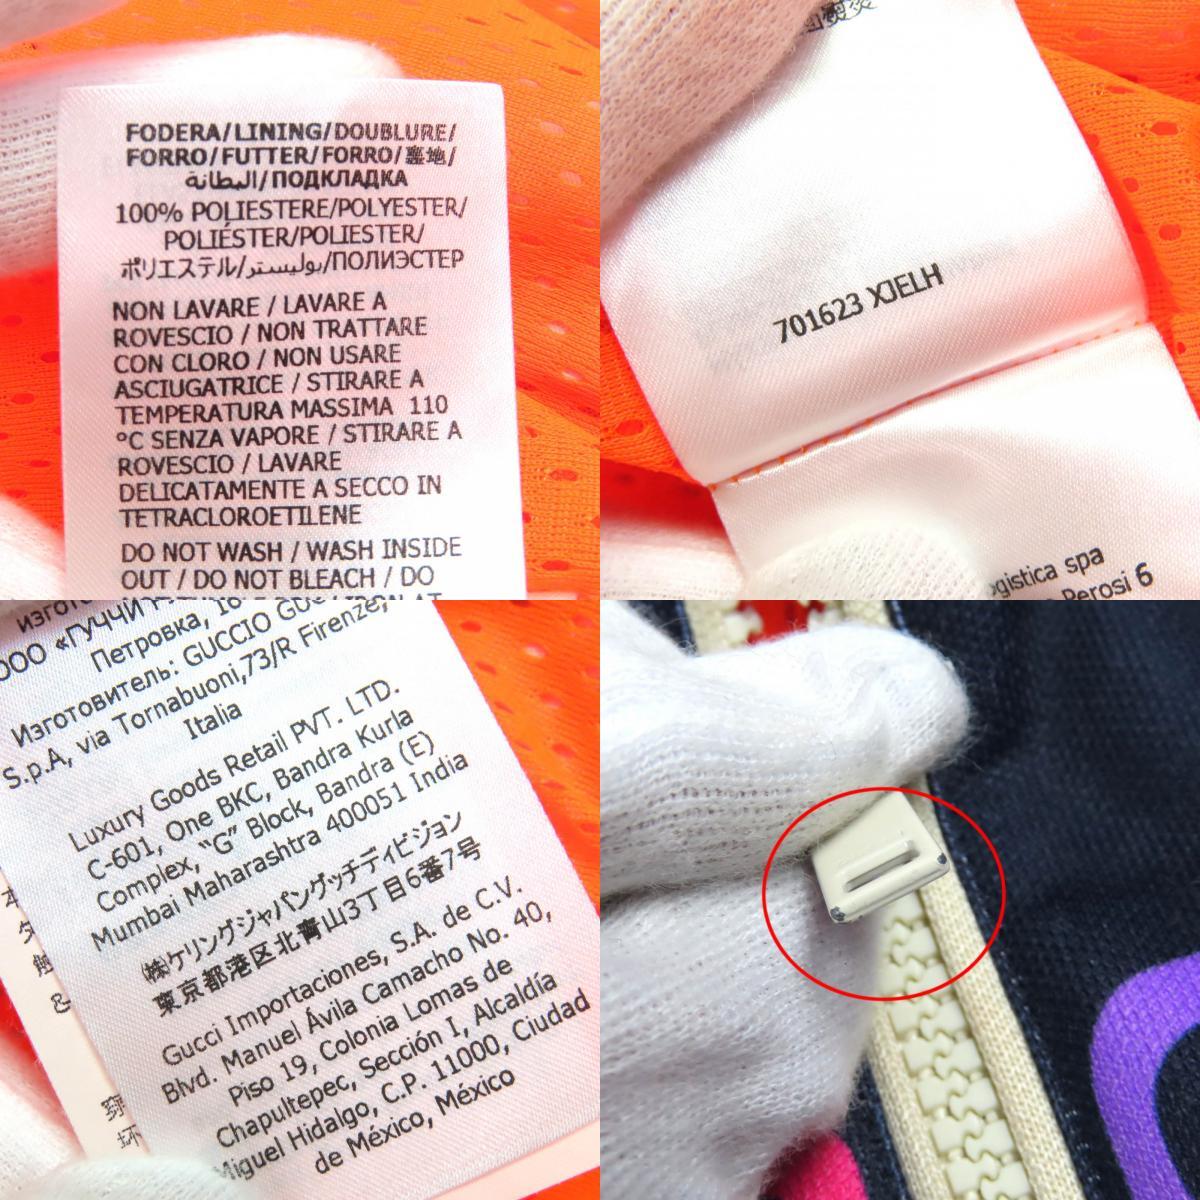 FODERA/LINING/DOUBLURE/
FORRO/FUTTER/FORRO/裏地/
البطانة/ПОДКЛАДКА
100% POLIESTERE/POLYESTER/
POLIÉSTER/POLIESTER/
ポリエステル/بوليستر/ПОЛИЭСТЕР
NON LAVARE / LAVARE A
ROVESCIO / NON TRATTARE
CON CLORO / NON USARE
ASCIUGATRICE / STIRARE A
TEMPERATURA MASSIMA 110
°C SENZA VAPORE / STIRARE A
ROVESCIO / LAVARE
DELICATAMENTE A SECCO IN
TETRACLOROETILENE
DO NOT WASH / WASH INSIDE
OUT / DO NOT BLEACH / DO
701623 XJELH
ogistica spa
Perosi 6
ООО «ГУЧЧИ
Петровка, 16
Изготовитель: GUCCIO GUC
S.p.A, via Tornabuoni,73/R Firenze,
Italia
Luxury Goods Retail PVT. LTD.
C-601, One BKC, Bandra Kurla
Complex, "G" Block, Bandra (E)
Mumbai Maharashtra 400051 India
㈱ケリングジャパングッチディビジョン
東京都港区北青山3丁目6番7号
Gucci Importaciones, S.A. de C.V.
Blvd. Manuel Ávila Camacho No. 40,
Piso 19, Colonia Lomas de
Chapultepec, Sección I, Alcaldía
Miguel Hidalgo, C.P. 11000, Ciudad
de México, México